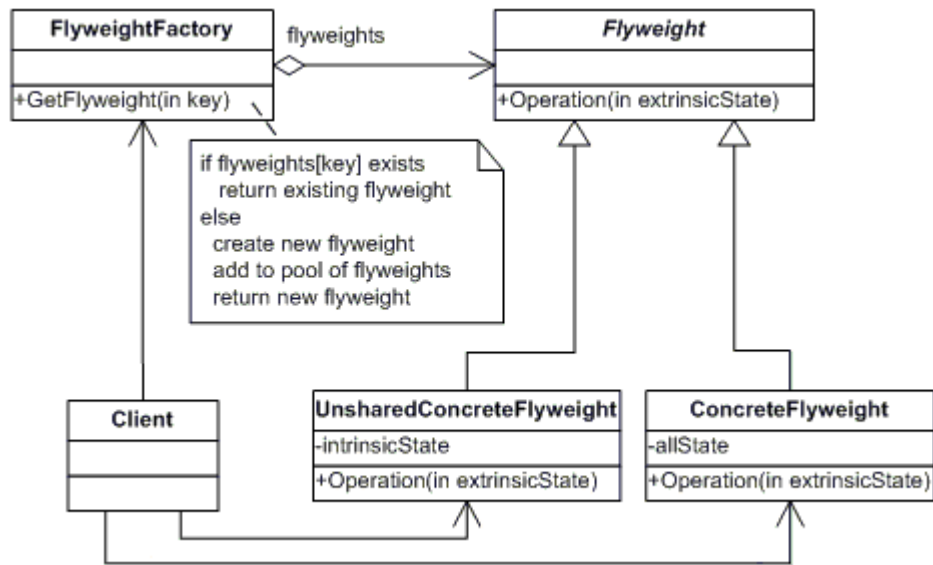 FlyweightFactory
+GetFlyweight(in key)
flyweights
Flyweight
+Operation(in extrinsicState)
if flyweights[key] exists
return existing flyweight
else
create new flyweight
add to pool of flyweights
return new flyweight
Client
UnsharedConcreteFlyweight
-intrinsicState
+Operation(in extrinsicState)
ConcreteFlyweight
-allState
+Operation(in extrinsicState)